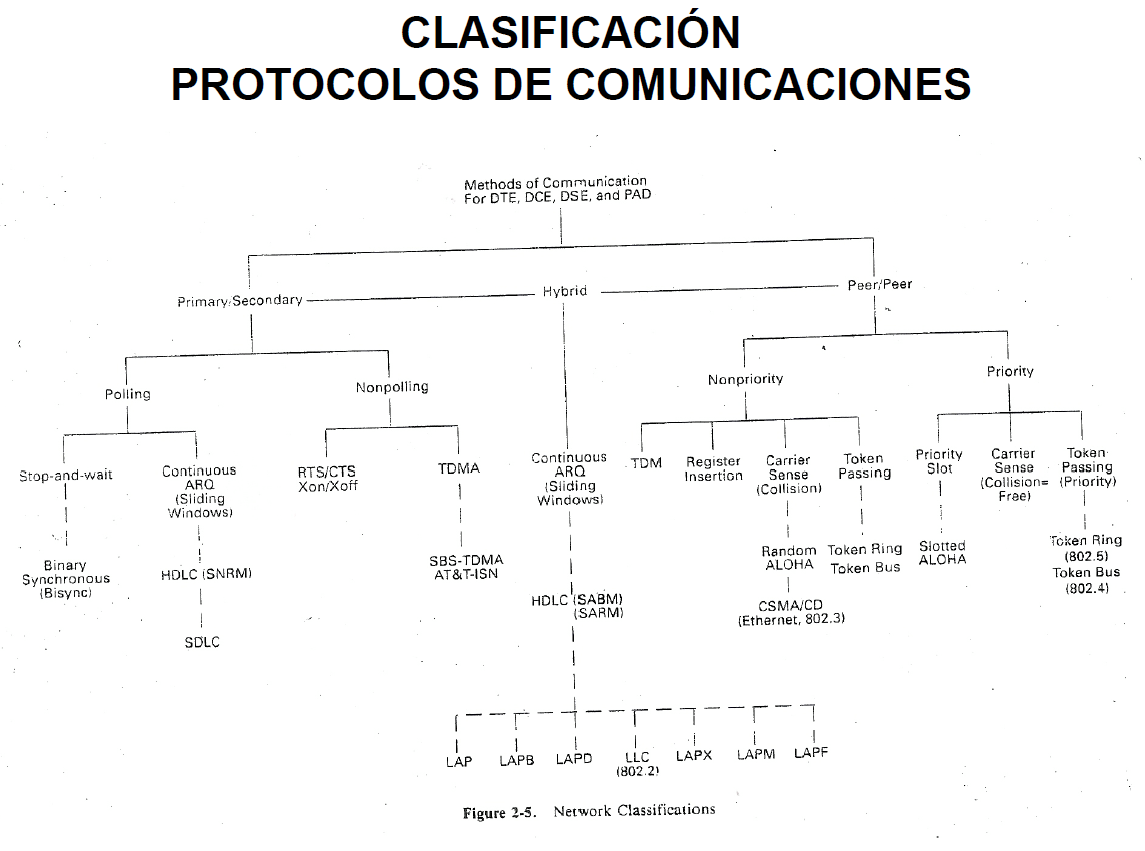 CLASIFICACIÓN
PROTOCOLOS DE COMUNICACIONES
Methods of Communication
For DTE, DCE, DSE, and PAD
Primary/Secondary
Hybrid
Peer/Peer
Polling
Nonpolling
Nonpriority
Priority
Stop-and-wait
Continuous
ARQ
(Sliding
Windows)
RTS/CTS
Xon/Xoff
TDMA
Continuous
ARQ
(Sliding
Windows)
TDM
Register
Insertion
Carrier
Sense
(Collision)
Token
Passing
Priority
Slot
Carrier
Sense
(Collision=
Free)
Token
Passing
(Priority)
Binary
Synchronous
(Bisync)
HDLC (SNRM)
SDLC
SBS-TDMA
AT&T-ISN
HDLC (SABM)
(SARM)
Random
ALOHA
CSMA/CD
(Ethernet, 802.3)
Token Ring
Token Bus
Slotted
ALOHA
Token Ring
(802.5)
Token Bus
(802.4)
LAP
LAPB
LAPD
LLC
(802.2)
LAPX
LAPM
LAPF
Figure 2-5. Network Classifications